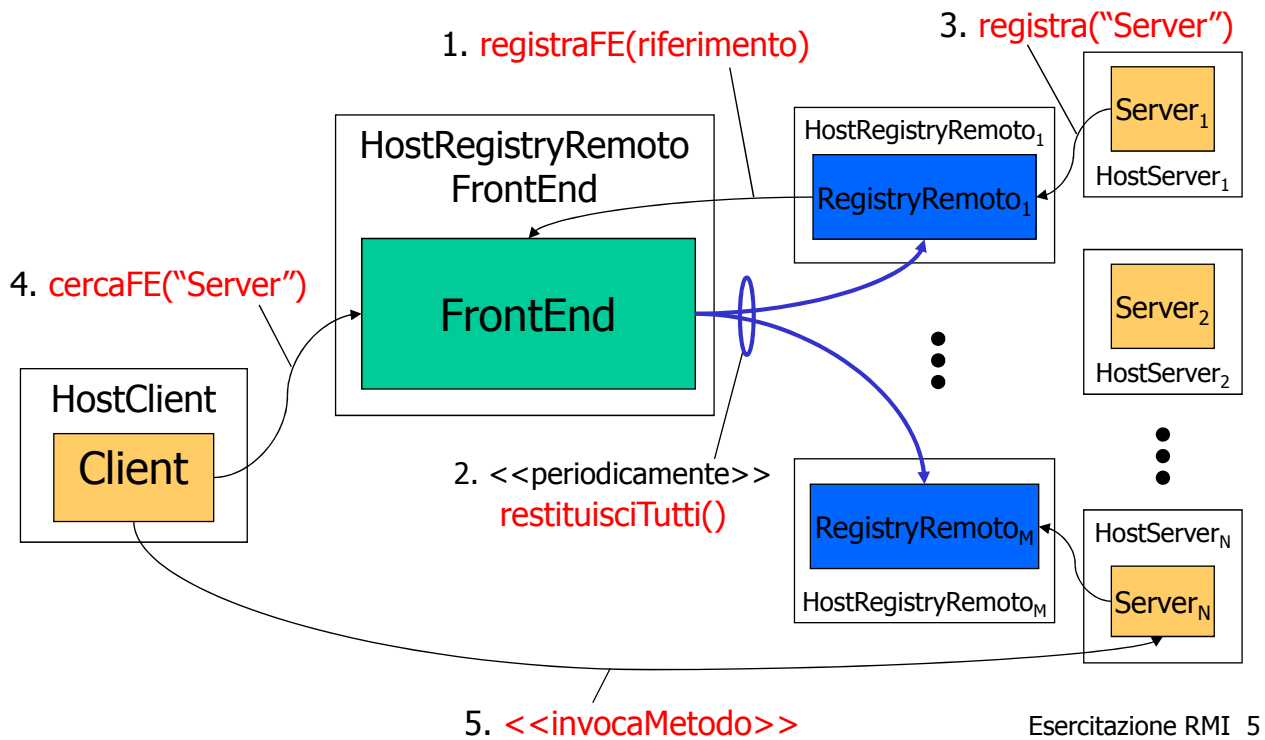 1. registraFE(riferimento)
3. registra(“Server”)
HostRegistryRemoto
FrontEnd
FrontEnd
HostRegistryRemoto1
RegistryRemoto1
Server1
HostServer1
4. cercaFE(“Server”)
Server2
HostServer2
HostClient
Client
2. <<periodicamente>>
restituisciTutti()
RegistryRemotoM
HostRegistryRemotoM
HostServerN
ServerN
5. <<invocaMetodo>>
Esercitazione RMI 5